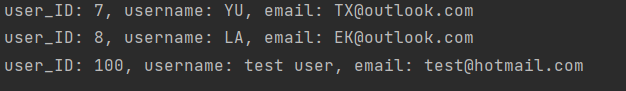 user_ID: 7, username: YU, email: TX@outlook.com
user_ID: 8, username: LA, email: EK@outlook.com
user_ID: 100, username: test user, email: test@hotmail.com